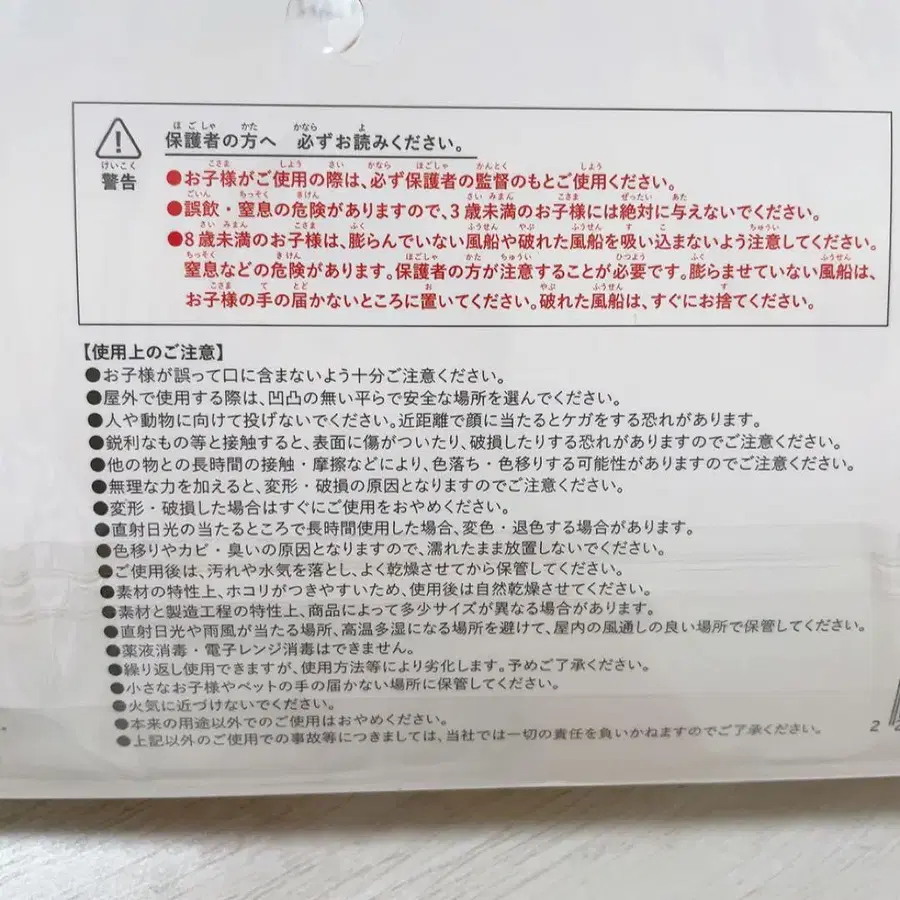 保護者の方へ 必ずお読みください。
警告
●お子様がご使用の際は、必ず保護者の監督のもとご使用ください。
●誤飲・窒息の危険がありますので、3歳未満のお子様には絶対に与えないでください。
●8歳未満のお子様は、膨らんでいない風船や破れた風船を吸い込まないよう注意してください。
窒息などの危険があります。保護者の方が注意することが必要です。膨らませていない風船は、
お子様の手の届かないところに置いてください。破れた風船は、すぐにお捨てください。
【使用上のご注意】
●お子様が誤って口に含まないよう十分ご注意ください。
●屋外で使用する際は、凹凸の無い平らで安全な場所を選んでください。
●人や動物に向けて投げないでください。近距離で顔に当たるとケガをする恐れがあります。
●鋭利なもの等と接触すると、表面に傷がついたり、破損したりする恐れがありますのでご注意ください。
●他の物との長時間の接触・摩擦などにより、色落ち・色移りする可能性がありますのでご注意ください。
●無理な力を加えると、変形・破損の原因となりますのでご注意ください。
●変形・破損した場合はすぐにご使用をおやめください。
●直射日光の当たるところで長時間使用した場合、変色・退色する場合があります。
●色移りやカビ・臭いの原因となりますので、濡れたまま放置しないでください。
●ご使用後は、汚れや水気を落とし、よく乾燥させてから保管してください。
●素材の特性上、ホコリがつきやすいため、使用後は自然乾燥させてください。
●素材と製造工程の特性上、商品によって多少サイズが異なる場合があります。
●直射日光や雨風が当たる場所、高温多湿になる場所を避けて、屋内の風通しの良い場所で保管してください。
●薬液消毒・電子レンジ消毒はできません。
●繰り返し使用できますが、使用方法等により劣化します。予めご了承ください。
●小さなお子様やペットの手の届かない場所に保管してください。
●火気に近づけないでください。
●本来の用途以外でのご使用はおやめください。
●上記以外のご使用での事故等につきましては、当社では一切の責任を負いかねますのでご了承ください。